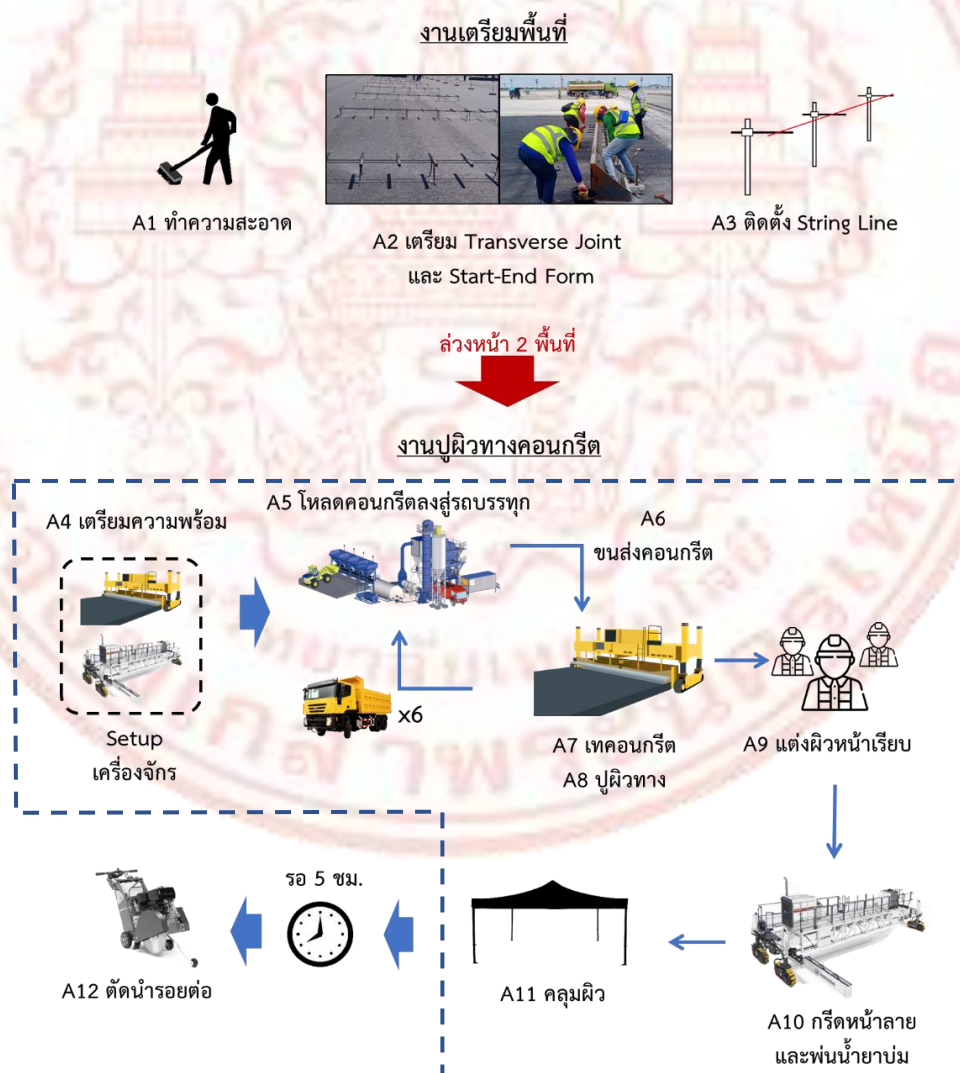 งานเตรียมพื้นที่
A1 ทำความสะอาด
A2 เตรียม Transverse Joint
และ Start-End Form
A3 ติดตั้ง String Line
ล่วงหน้า 2 พื้นที่
งานปูผิวทางคอนกรีต
A4 เตรียมความพร้อม
Setup
เครื่องจักร
A5 โหลดคอนกรีตลงสู่รถบรรทุก
A6
ขนส่งคอนกรีต
x6
A7 เทคอนกรีต
A8 ปูผิวทาง
A9 แต่งผิวหน้าเรียบ
A10 กรีดหน้าลาย
และพ่นน้ำยาบ่ม
A11 คลุมผิว
รอ 5 ชม.
A12 ตัดนำรอยต่อ